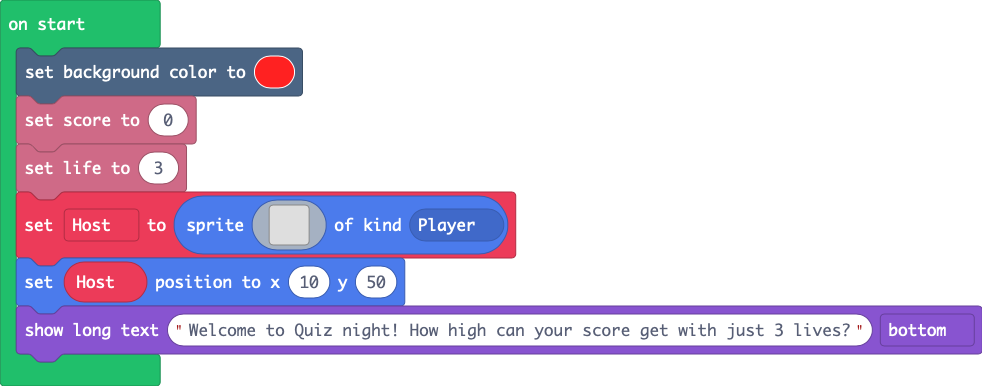 on start
set background color to
set score to 0
set life to 3
set Host to sprite of kind Player
set Host position to x 10 y 50
show long text "Welcome to Quiz night! How high can your score get with just 3 lives?" bottom